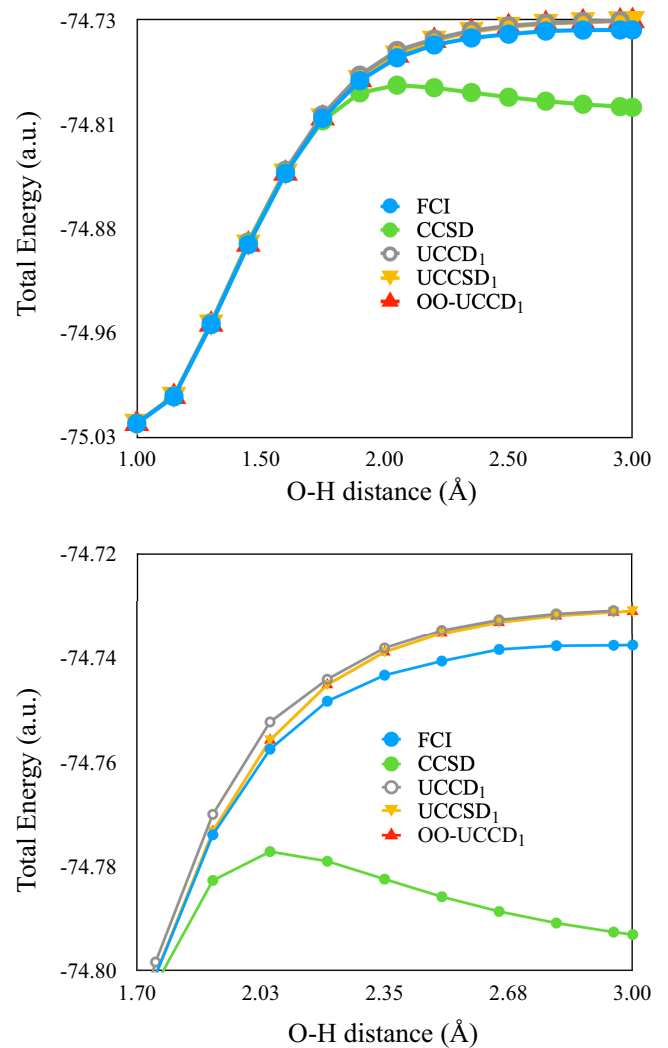 -74.73
-74.81
-74.88
-74.96
-75.03
Total Energy (a.u.)
FCI
CCSD
UCCD₁
UCCSD₁
OO-UCCD₁
1.00 1.50 2.00 2.50 3.00
O-H distance (Å)
-74.72
-74.74
-74.76
-74.78
-74.80
Total Energy (a.u.)
FCI
CCSD
UCCD₁
UCCSD₁
OO-UCCD₁
1.70 2.03 2.35 2.68 3.00
O-H distance (Å)